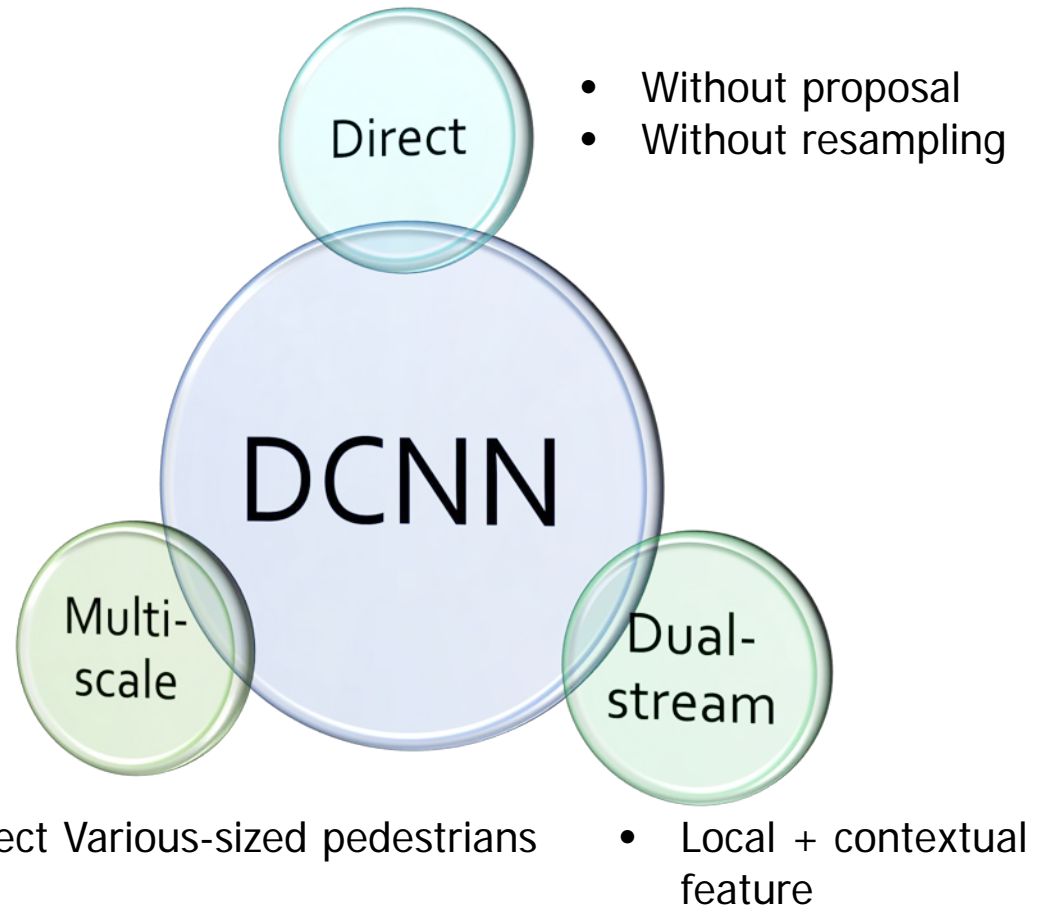 Direct
• Without proposal
• Without resampling
DCNN
Multi-
scale
Dual-
stream
ect Various-sized pedestrians
• Local + contextual
feature